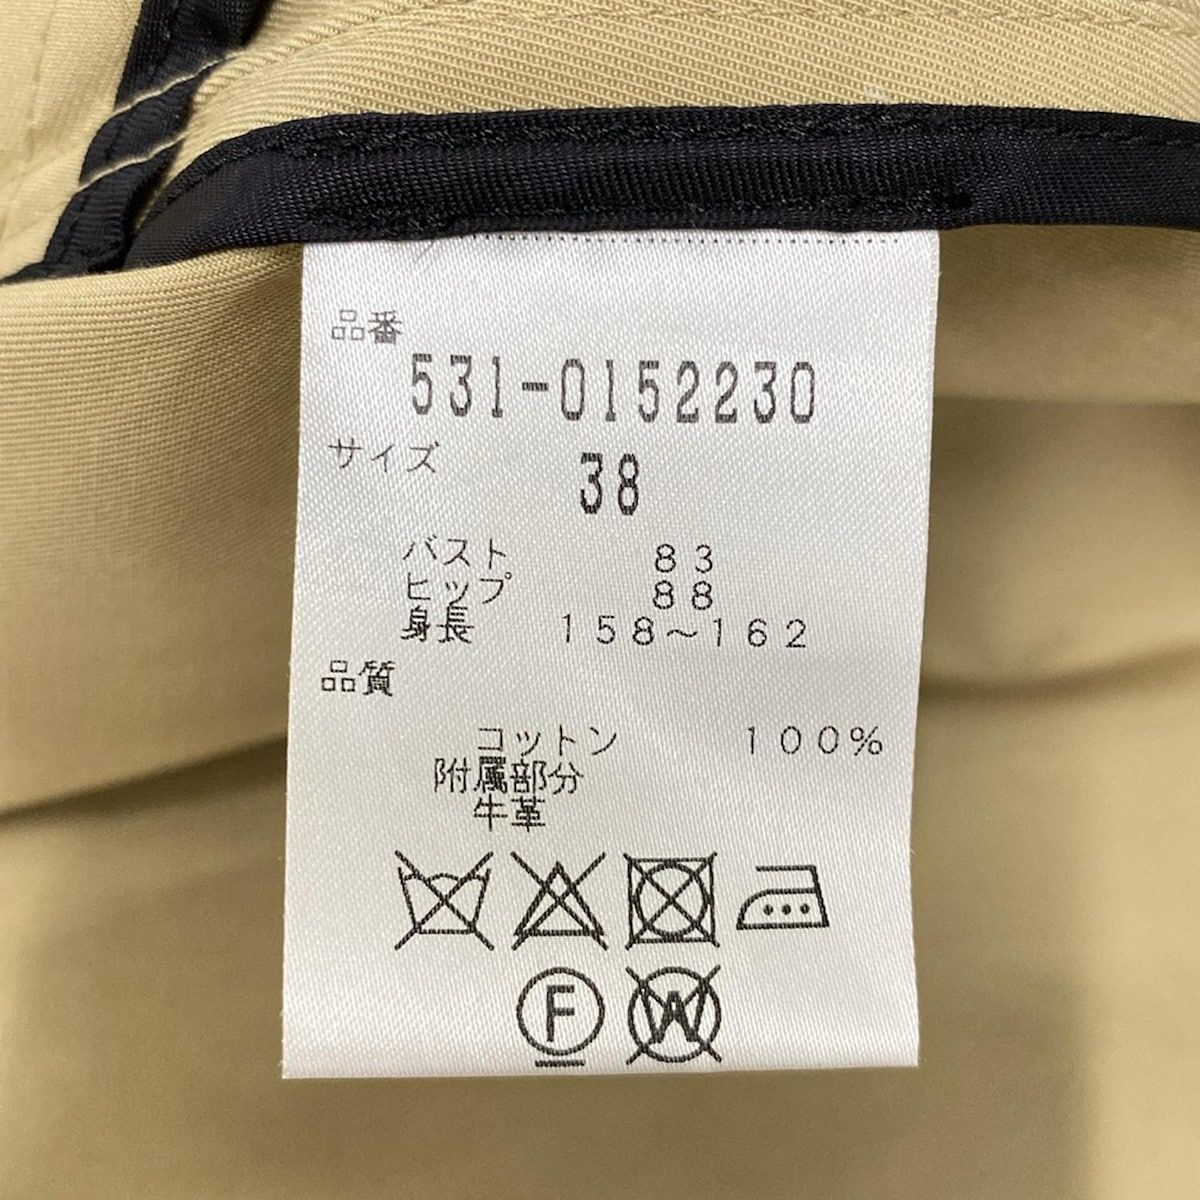 品番
531-0152230
サイズ 38
バスト 83
ヒップ 88
身長 158～162
品質
コットン 100%
附属部分
牛革
F W